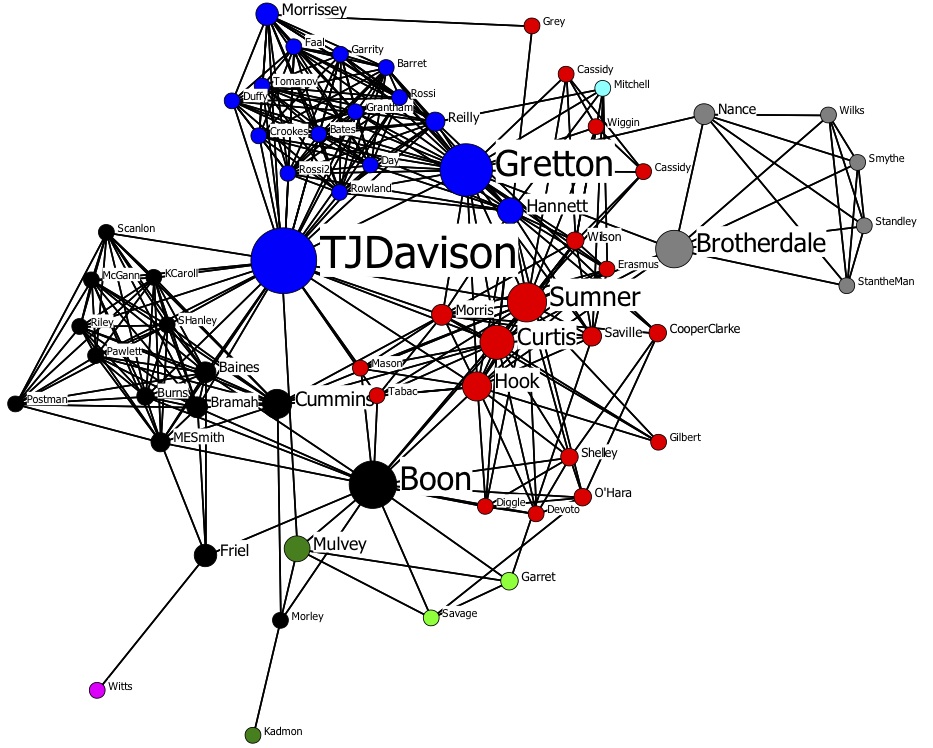 Morrissey
Grey
Faal
Garrity
Barret
Cassidy
Tomanov
Mitchell
Duffy
Rossi
Grantham
Nance
Wilks
Reilly
Wiggin
Crookes
Bates
Smythe
Day
Gretton
Rossi2
Cassidy
Rowland
Hannett
Standley
Scanlon
Wilson
Brotherdale
TJDavison
Erasmus
McGann
KCaroll
StantheMan
Sumner
Morris
Riley
SHanley
Curtis
Saville
CooperClarke
Pawlett
Baines
Mason
Hook
Postman
Burns
Bramah
Cummins
Tabac
MESmith
Gilbert
Shelley
Boon
O'Hara
Diggle
Devoto
Friel
Mulvey
Garret
Morley
Savage
Witts
Kadmon